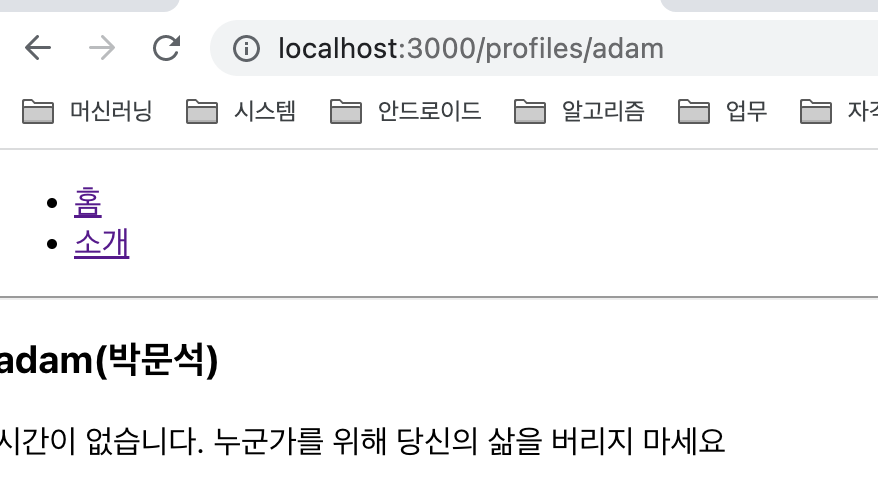 localhost:3000/profiles/adam
머신러닝 시스템 안드로이드 알고리즘 업무
홈
소개
adam(박문석)
시간이 없습니다. 누군가를 위해 당신의 삶을 버리지 마세요